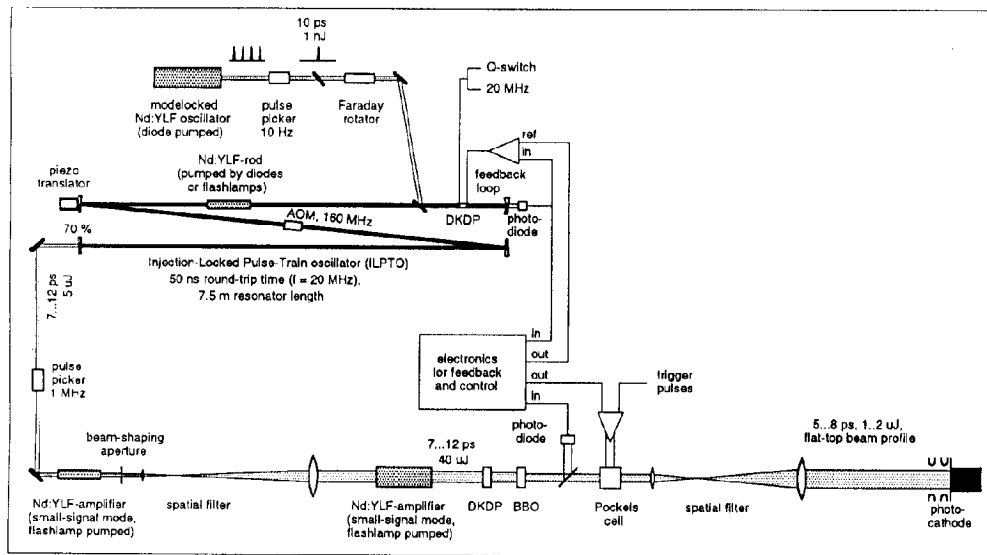 10 ps
1 nJ
Q-switch
20 MHz
modelocked
Nd:YLF oscillator
(diode pumped)
pulse
picker
10 Hz
Faraday
rotator
ref
in
feedback
loop
piezo
translator
Nd:YLF-rod
(pumped by diodes
or flashlamps)
AOM, 160 MHz
DKDP
photo-
diode
70 %
Injection-Locked Pulse-Train oscillator (ILPTO)
50 ns round-trip time (f = 20 MHz),
7.5 m resonator length
7...12 ps
5 uJ
pulse
picker
1 MHz
in
out
out
in
electronics
for feedback
and control
trigger
pulses
photo-
diode
5...8 ps, 1..2 uJ,
flat-top beam profile
beam-shaping
aperture
7...12 ps
40 uJ
Nd:YLF-amplifier
(small-signal mode,
flashlamp pumped)
spatial filter
Nd:YLF-amplifier
(small-signal mode,
flashlamp pumped)
DKDP
BBO
Pockels
cell
spatial filter
photo-
cathode